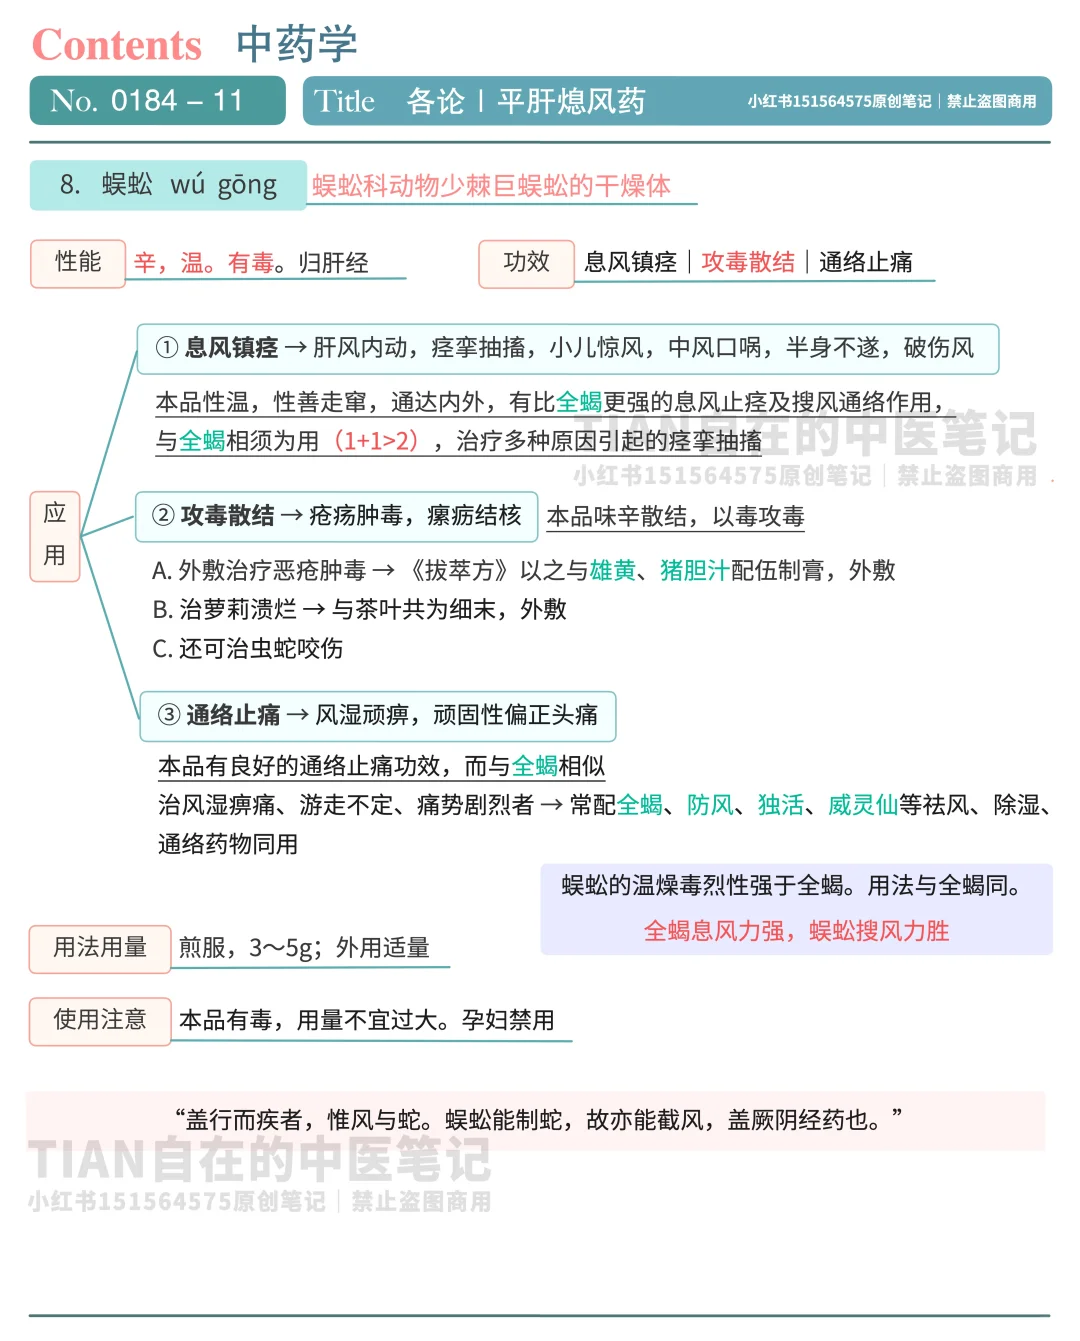 Contents 中药学
No. 0184 – 11
Title 各论丨平肝熄风药 小红书151564575原创笔记｜禁止盗图商用
8. 蜈蚣 wú gōng 蜈蚣科动物少棘巨蜈蚣的干燥体
性能 辛，温。有毒。归肝经
功效 息风镇痉｜攻毒散结｜通络止痛
① 息风镇痉 → 肝风内动，痉挛抽搐，小儿惊风，中风口㖞，半身不遂，破伤风
本品性温，性善走窜，通达内外，有比全蝎更强的息风止痉及搜风通络作用，
与全蝎相须为用（1+1>2），治疗多种原因引起的痉挛抽搐
TIAN自在的中医笔记
小红书151564575原创笔记｜禁止盗图商用
应用
② 攻毒散结 → 疮疡肿毒，瘰疬结核 本品味辛散结，以毒攻毒
A. 外敷治疗恶疮肿毒 → 《拔萃方》以之与雄黄、猪胆汁配伍制膏，外敷
B. 治萝莉溃烂 → 与茶叶共为细末，外敷
C. 还可治虫蛇咬伤
③ 通络止痛 → 风湿顽痹，顽固性偏正头痛
本品有良好的通络止痛功效，而与全蝎相似
治风湿痹痛、游走不定、痛势剧烈者 → 常配全蝎、防风、独活、威灵仙等祛风、除湿、
通络药物同用
蜈蚣的温燥毒烈性强于全蝎。用法与全蝎同。
全蝎息风力强，蜈蚣搜风力胜
用法用量 煎服，3～5g；外用适量
使用注意 本品有毒，用量不宜过大。孕妇禁用
“盖行而疾者，惟风与蛇。蜈蚣能制蛇，故亦能截风，盖厥阴经药也。”
TIAN自在的中医笔记
小红书151564575原创笔记｜禁止盗图商用